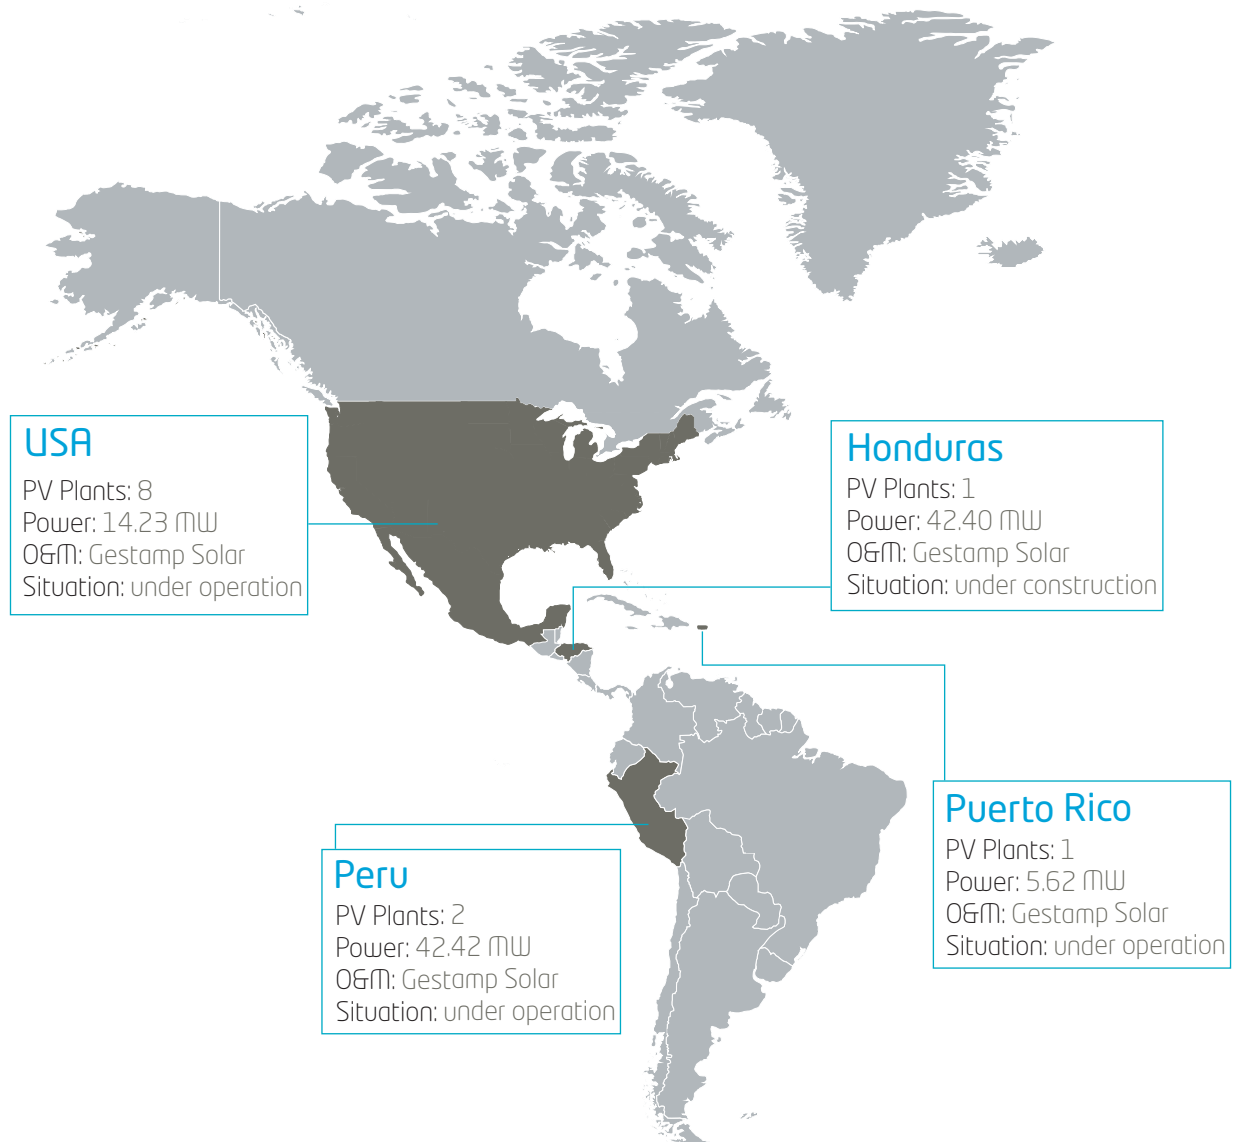 USA
PV Plants: 8
Power: 14.23 MW
O&M: Gestamp Solar
Situation: under operation
Honduras
PV Plants: 1
Power: 42.40 MW
O&M: Gestamp Solar
Situation: under construction
Peru
PV Plants: 2
Power: 42.42 MW
O&M: Gestamp Solar
Situation: under operation
Puerto Rico
PV Plants: 1
Power: 5.62 MW
O&M: Gestamp Solar
Situation: under operation